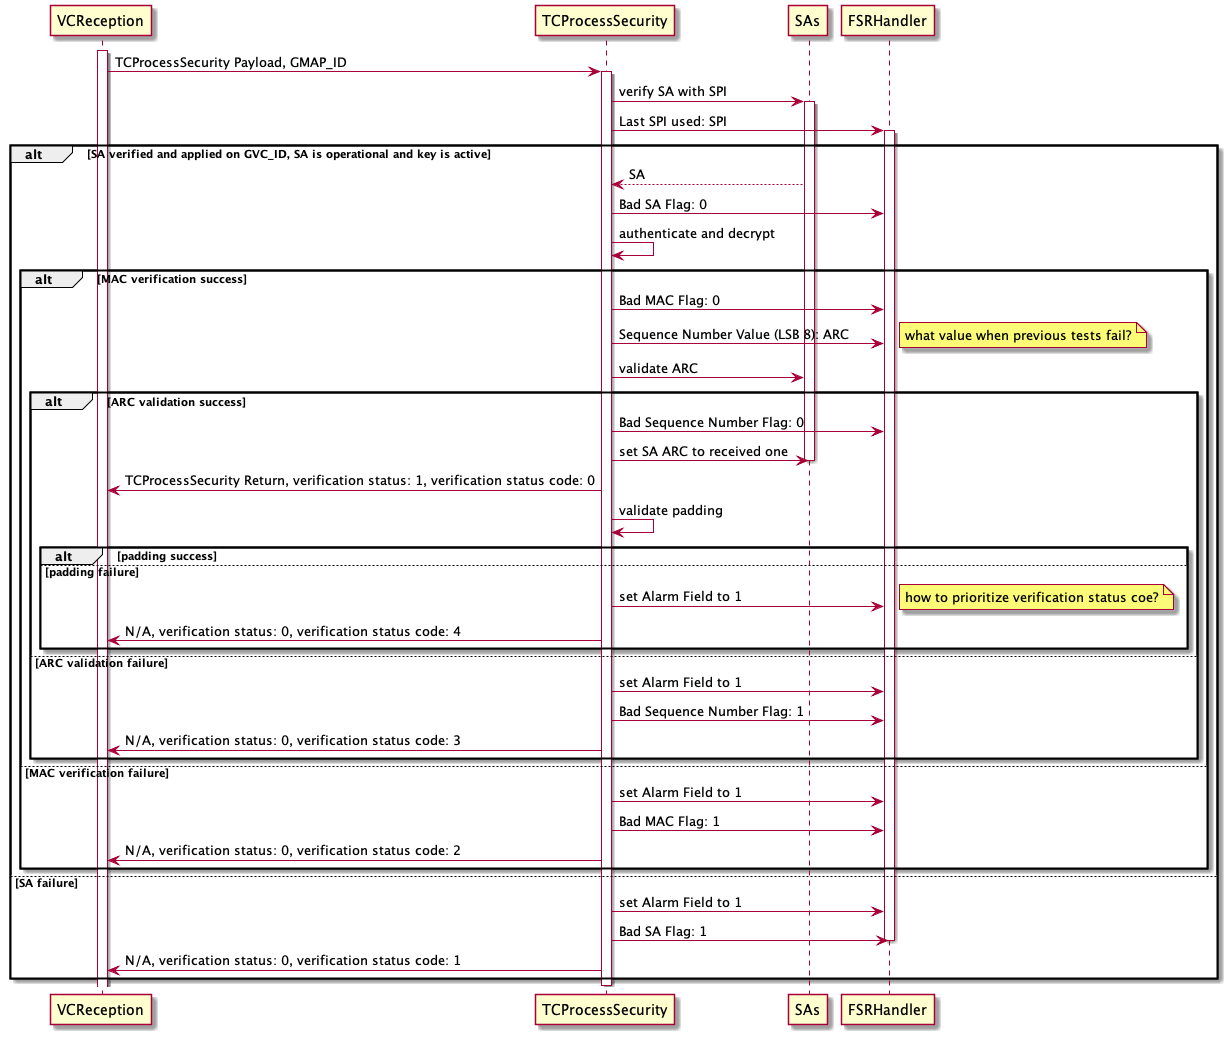 VCReception TCProcessSecurity SAs FSRHandler
TCProcessSecurity Payload, GMAP_ID
verify SA with SPI
Last SPI used: SPI
alt [SA verified and applied on GVC_ID, SA is operational and key is active]
SA
Bad SA Flag: 0
authenticate and decrypt
alt [MAC verification success]
Bad MAC Flag: 0
Sequence Number Value (LSB 8): ARC what value when previous tests fail?
validate ARC
alt [ARC validation success]
Bad Sequence Number Flag: 0
set SA ARC to received one
TCProcessSecurity Return, verification status: 1, verification status code: 0
validate padding
alt [padding success]
[padding failure]
set Alarm Field to 1 how to prioritize verification status coe?
N/A, verification status: 0, verification status code: 4
[ARC validation failure]
set Alarm Field to 1
Bad Sequence Number Flag: 1
N/A, verification status: 0, verification status code: 3
[MAC verification failure]
set Alarm Field to 1
Bad MAC Flag: 1
N/A, verification status: 0, verification status code: 2
[SA failure]
set Alarm Field to 1
Bad SA Flag: 1
N/A, verification status: 0, verification status code: 1
VCReception TCProcessSecurity SAs FSRHandler